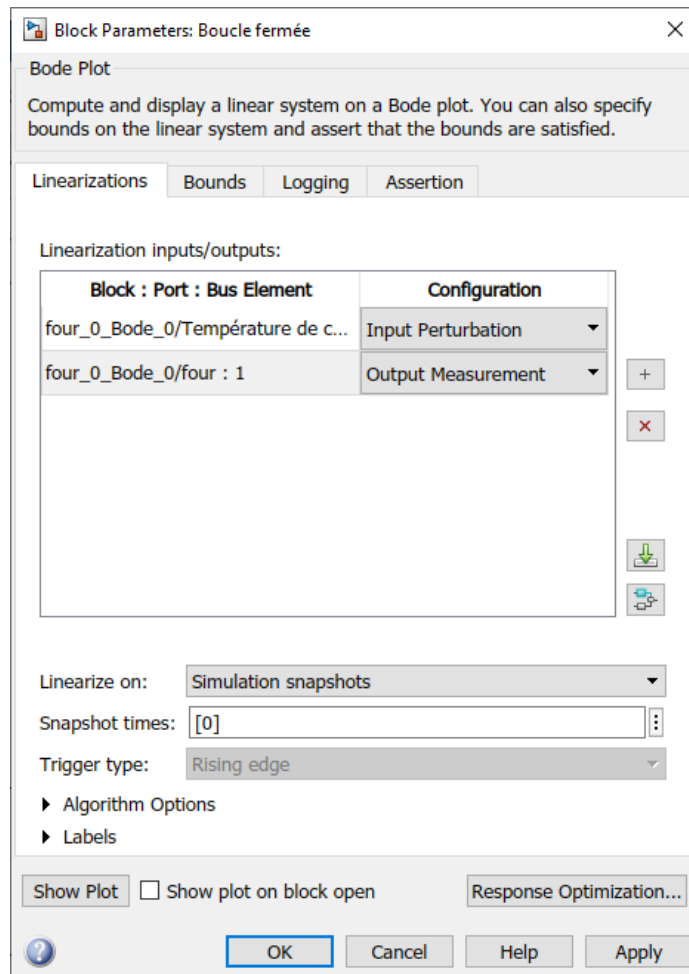 Block Parameters: Boucle fermée
Bode Plot
Compute and display a linear system on a Bode plot. You can also specify
bounds on the linear system and assert that the bounds are satisfied.
Linearizations Bounds Logging Assertion
Linearization inputs/outputs:
Block : Port : Bus Element Configuration
four_0_Bode_0/Température de c... Input Perturbation
four_0_Bode_0/four : 1 Output Measurement
Linearize on: Simulation snapshots
Snapshot times: [0]
Trigger type: Rising edge
Algorithm Options
Labels
Show Plot Show plot on block open Response Optimization...
OK Cancel Help Apply